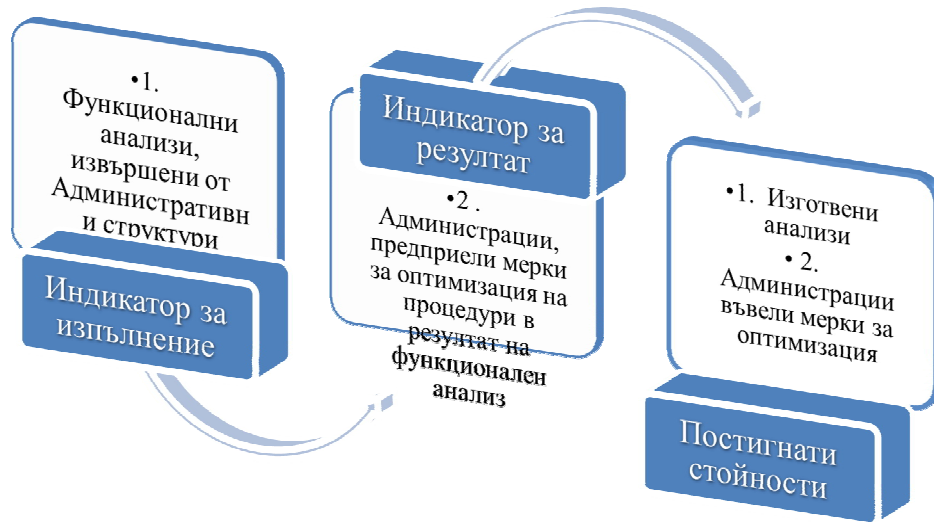 •1.
Функционални
анализи,
извършени от
Административн
и структури
Индикатор за
изпълнение
Индикатор за
резултат
•2 .
Администрации,
предприели мерки
за оптимизация на
процедури в
резултат на
функционален
анализ
•1. Изготвени
анализи
• 2.
Администрации
въвели мерки за
оптимизация
Постигнати
стойности